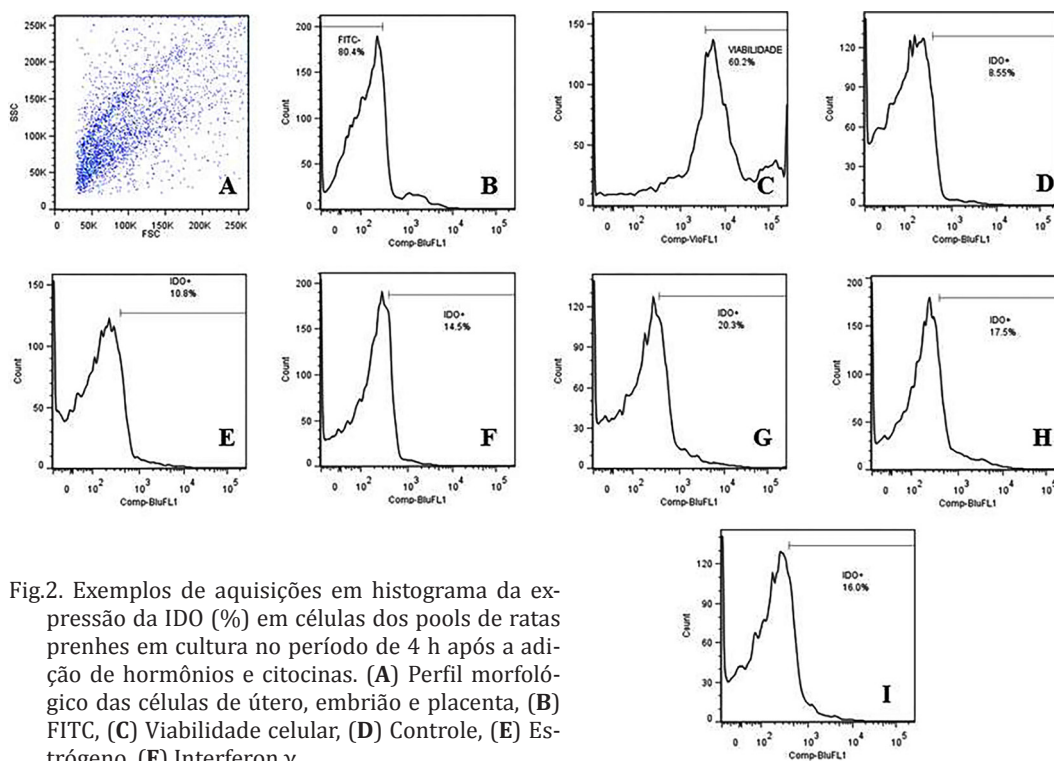 250K
200K
150K
100K
50K
0
SSC
50K 100K 150K 200K 250K
FSC
A
200
150
100
50
0
Count
FITC-
80.4%
0 10² 10³ 10⁴ 10⁵
Comp-BluFL1
B
200
150
100
50
0
Count
VIABILIDADE
60.2%
0 10³ 10⁴ 10⁵
Comp-VioFL1
C
120
90
60
30
0
Count
IDO+
8.55%
0 10² 10³ 10⁴ 10⁵
Comp-BluFL1
D
150
100
50
0
Count
IDO+
10.8%
0 10² 10³ 10⁴ 10⁵
Comp-BluFL1
E
200
150
100
50
0
Count
IDO+
14.5%
0 10² 10³ 10⁴ 10⁵
Comp-BluFL1
F
120
90
60
30
0
Count
IDO+
20.3%
0 10² 10³ 10⁴ 10⁵
Comp-BluFL1
G
200
150
100
50
0
Count
IDO+
17.5%
0 10² 10³ 10⁴ 10⁵
Comp-BluFL1
H
120
90
60
30
0
Count
IDO+
16.0%
0 10² 10³ 10⁴ 10⁵
Comp-BluFL1
I
Fig.2. Exemplos de aquisições em histograma da ex-
pressão da IDO (%) em células dos pools de ratas
prenhes em cultura no período de 4 h após a adi-
ção de hormônios e citocinas. (A) Perfil morfoló-
gico das células de útero, embrião e placenta, (B)
FITC, (C) Viabilidade celular, (D) Controle, (E) Es-
trógeno, (F) Interferon γ